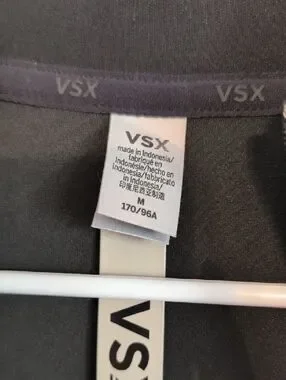 VSX
VSX
VSX
made in Indonesia/
fabriqué en
Indonésie/hecho en
Indonesia/fabbricato
in Indonesia/
印度尼西亚制造
M
170/96A
VSX